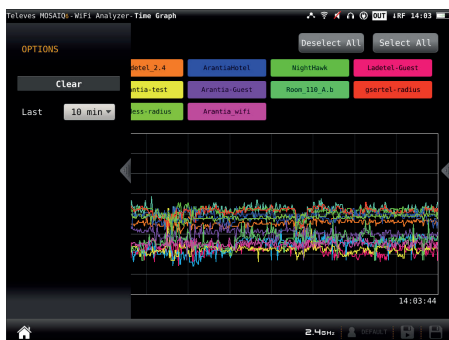 Televes MOSAIQ6-WiFi Analyzer-Time Graph OUT ↓RF 14:03
OPTIONS Deselect All Select All
detel_2.4 ArantiaHotel NightHawk Ladetel-Guest
Clear
antia-test Arantia-Guest Room_110_A.b gsertel-radius
Last 10 min
less-radius Arantia_wifi
14:03:44
2.4GHz DEFAULT